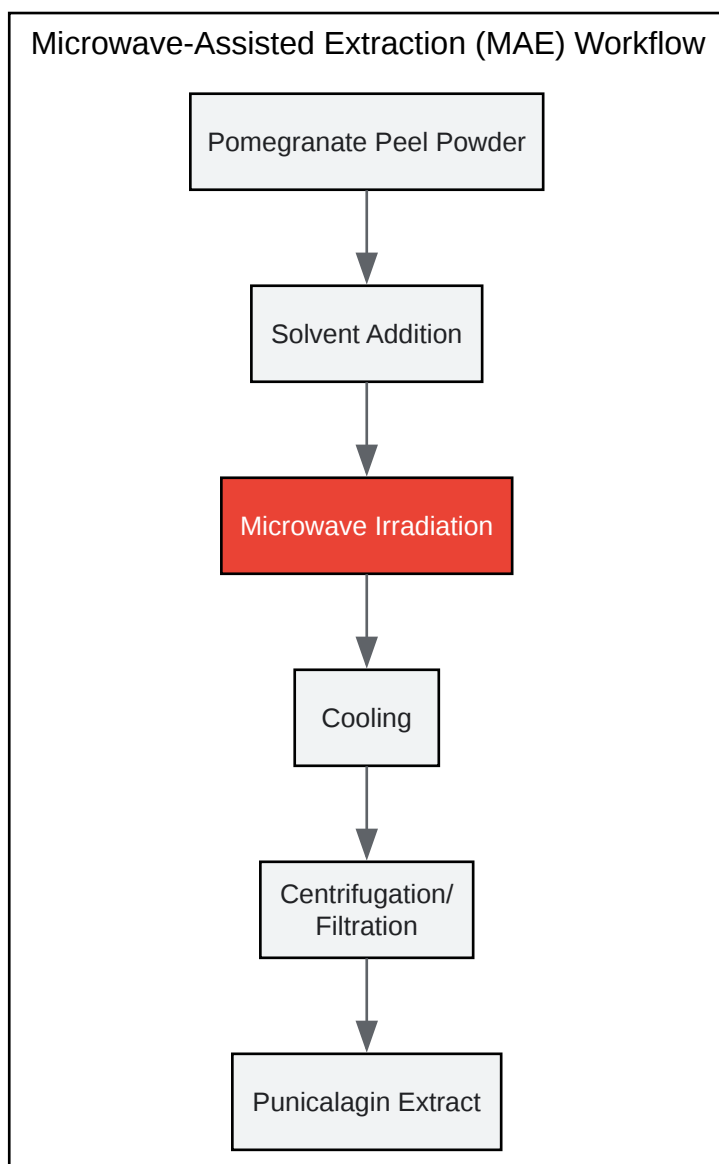 Microwave-Assisted Extraction (MAE) Workflow
Pomegranate Peel Powder
Solvent Addition
Microwave Irradiation
Cooling
Centrifugation/
Filtration
Punicalagin Extract